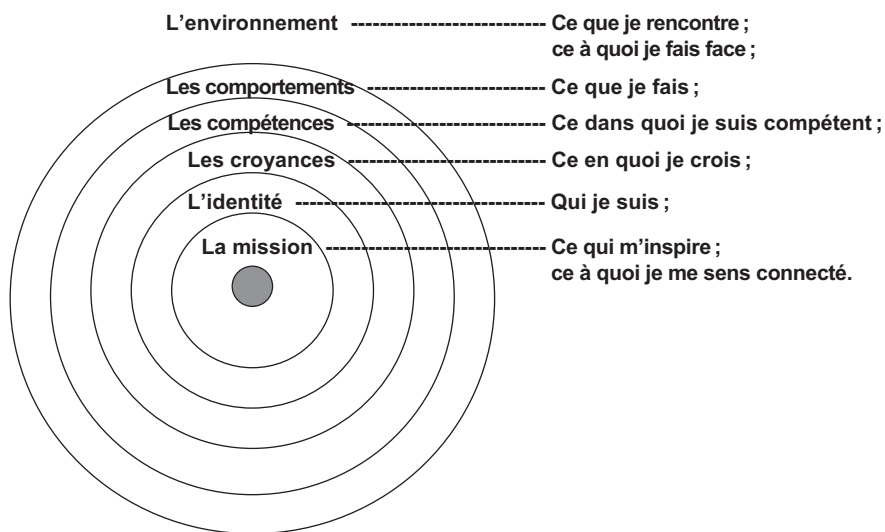 L’environnement ---------------------- Ce que je rencontre ;
ce à quoi je fais face ;
Les comportements -------------------- Ce que je fais ;
Les compétences ---------------------- Ce dans quoi je suis compétent ;
Les croyances ---------------------- Ce en quoi je crois ;
L’identité ---------------------------- Qui je suis ;
La mission ------------------------- Ce qui m’inspire ;
ce à quoi je me sens connecté.